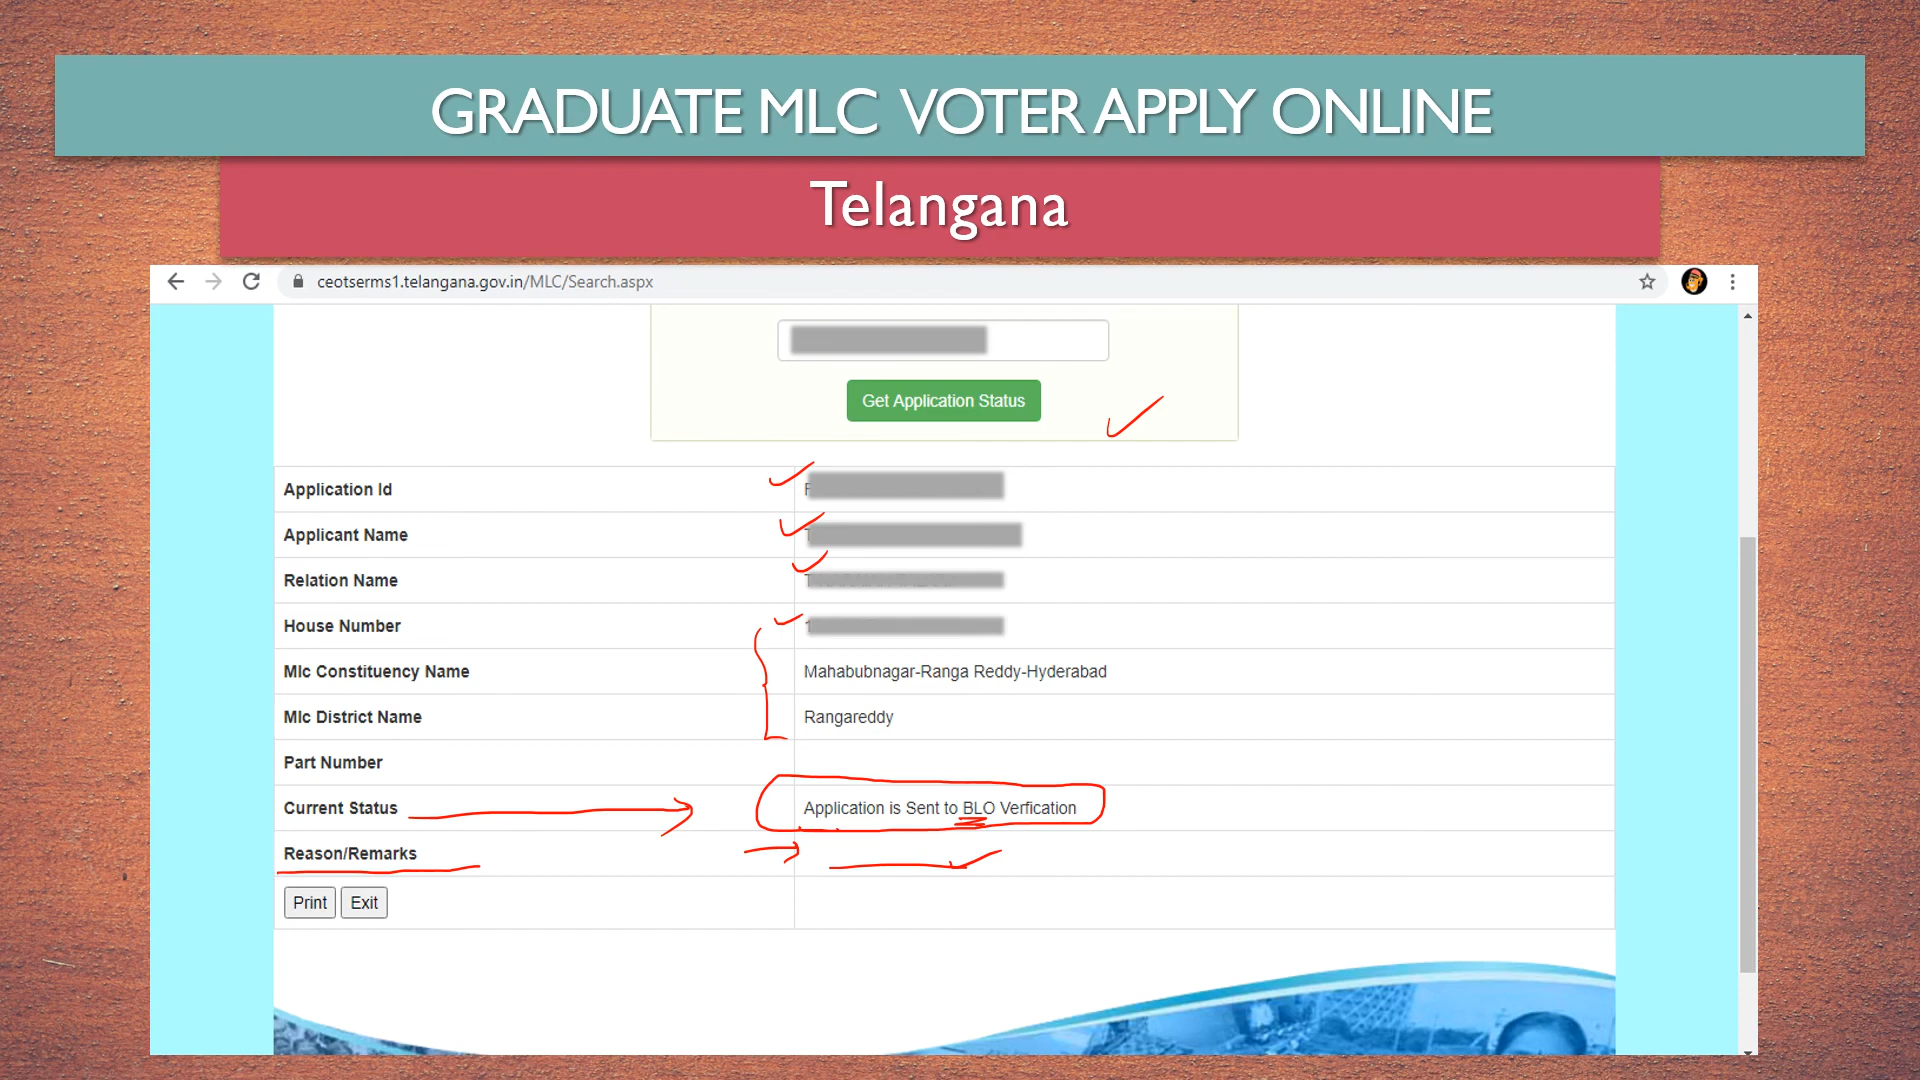 GRADUATE MLC VOTER APPLY ONLINE
Telangana
ceotserms1.telangana.gov.in/MLC/Search.aspx
Get Application Status
Application Id
Applicant Name
Relation Name
House Number
Mlc Constituency Name Mahabubnagar-Ranga Reddy-Hyderabad
Mlc District Name Rangareddy
Part Number
Current Status Application is Sent to BLO Verfication
Reason/Remarks
Print Exit